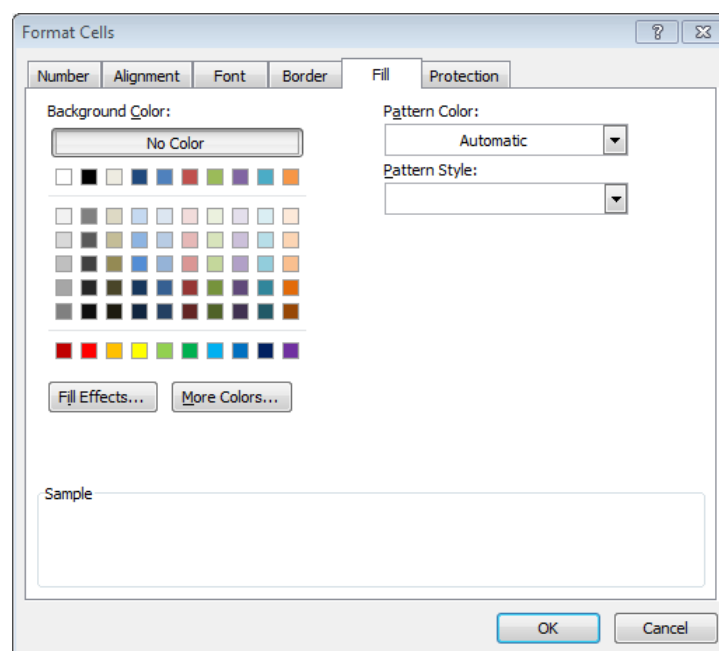 Format Cells
Number Alignment Font Border Fill Protection
Background Color:
No Color
Pattern Color:
Automatic
Pattern Style:
Fill Effects...
More Colors...
Sample
OK
Cancel